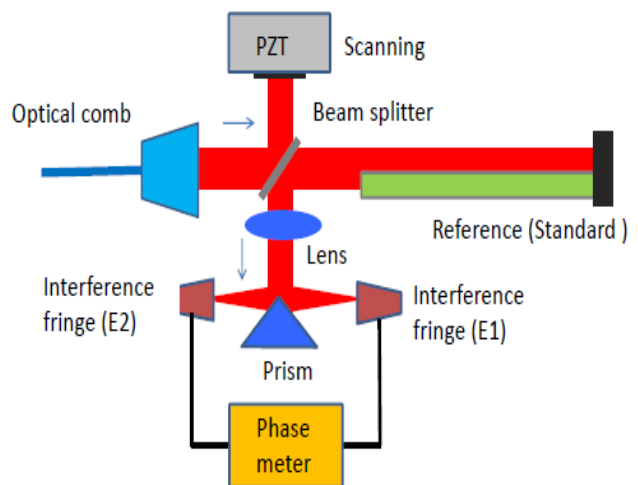 PZT
Scanning
Optical comb
Beam splitter
Reference (Standard )
Lens
Interference
fringe (E2)
Interference
fringe (E1)
Prism
Phase
meter